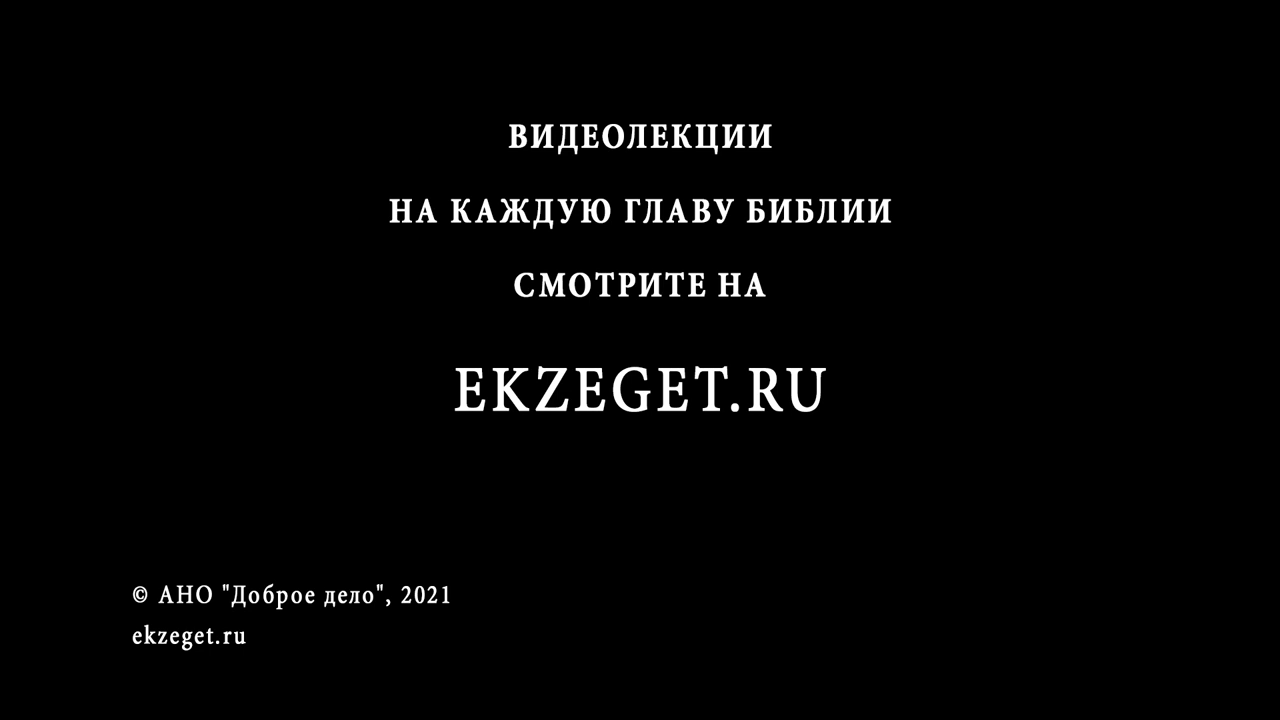 ВИДЕОЛЕКЦИИ
НА КАЖДУЮ ГЛАВУ БИБЛИИ
СМОТРИТЕ НА
EKZEGET.RU
© АНО "Доброе дело", 2021
ekzeget.ru